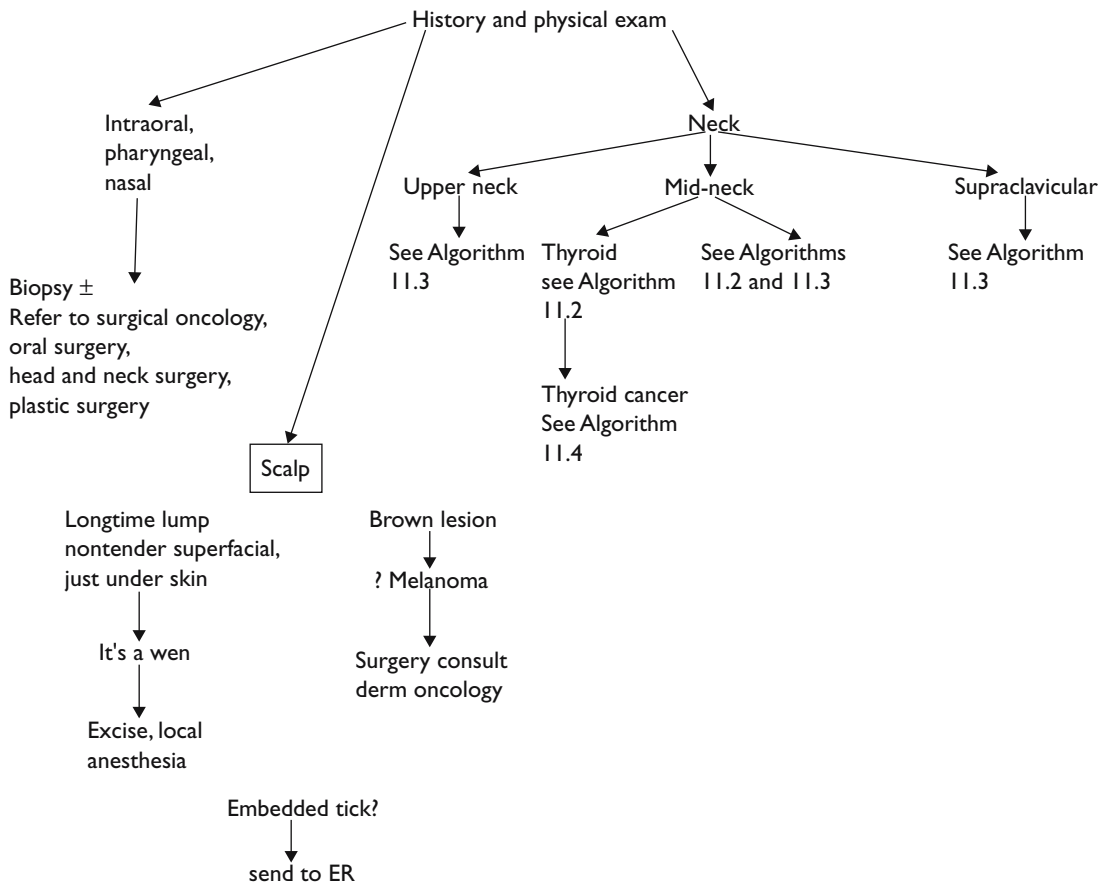 History and physical exam
Intraoral,
pharyngeal,
nasal
Biopsy ±
Refer to surgical oncology,
oral surgery,
head and neck surgery,
plastic surgery
Neck
Upper neck
See Algorithm
11.3
Mid-neck
Thyroid
see Algorithm
11.2
Thyroid cancer
See Algorithm
11.4
See Algorithms
11.2 and 11.3
Supraclavicular
See Algorithm
11.3
Scalp
Longtime lump
nontender superfacial,
just under skin
It's a wen
Excise, local
anesthesia
Brown lesion
? Melanoma
Surgery consult
derm oncology
Embedded tick?
send to ER